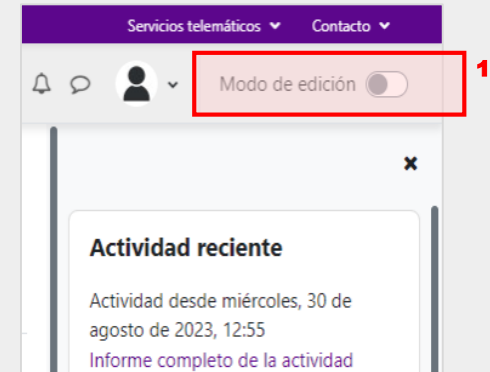 Servicios telemáticos Contacto
Modo de edición
1
Actividad reciente
Actividad desde miércoles, 30 de
agosto de 2023, 12:55
Informe completo de la actividad